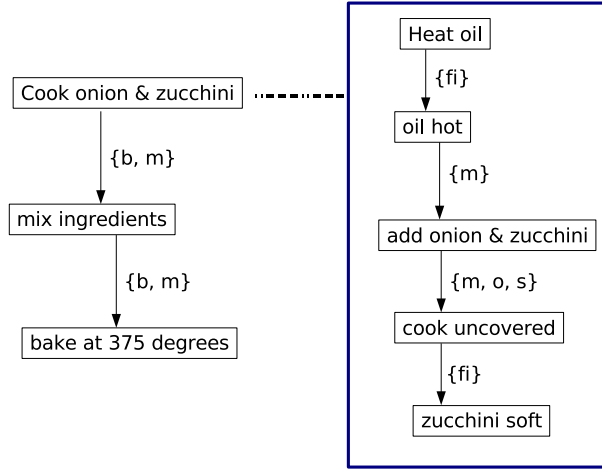 Cook onion & zucchini
{b, m}
mix ingredients
{b, m}
bake at 375 degrees
Heat oil
{fi}
oil hot
{m}
add onion & zucchini
{m, o, s}
cook uncovered
{fi}
zucchini soft